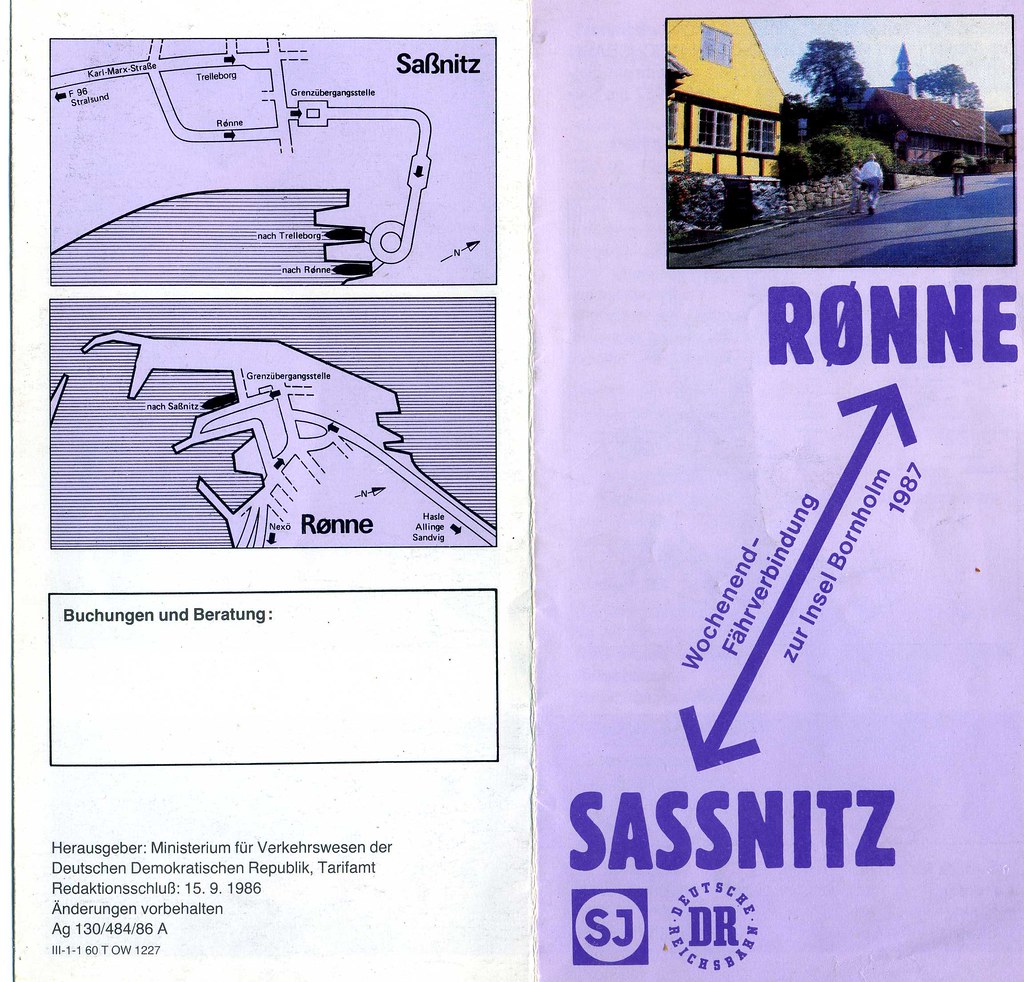 Saßnitz
Karl-Marx-Straße
Trelleborg
F 96
Stralsund
Grenzübergangsstelle
Rønne
nach Trelleborg
nach Rønne
N
Grenzübergangsstelle
nach Saßnitz
N
Nexö
Rønne
Hasle
Allinge
Sandvig
Buchungen und Beratung:
Herausgeber: Ministerium für Verkehrswesen der
Deutschen Demokratischen Republik, Tarifamt
Redaktionsschluß: 15. 9. 1986
Änderungen vorbehalten
Ag 130/484/86 A
III-1-1 60 T OW 1227
RØNNE
Wochenend-
Fährverbindung
zur Insel Bornholm
1987
SASSNITZ
SJ
DEUTSCHE
DR
REICHSBAHN